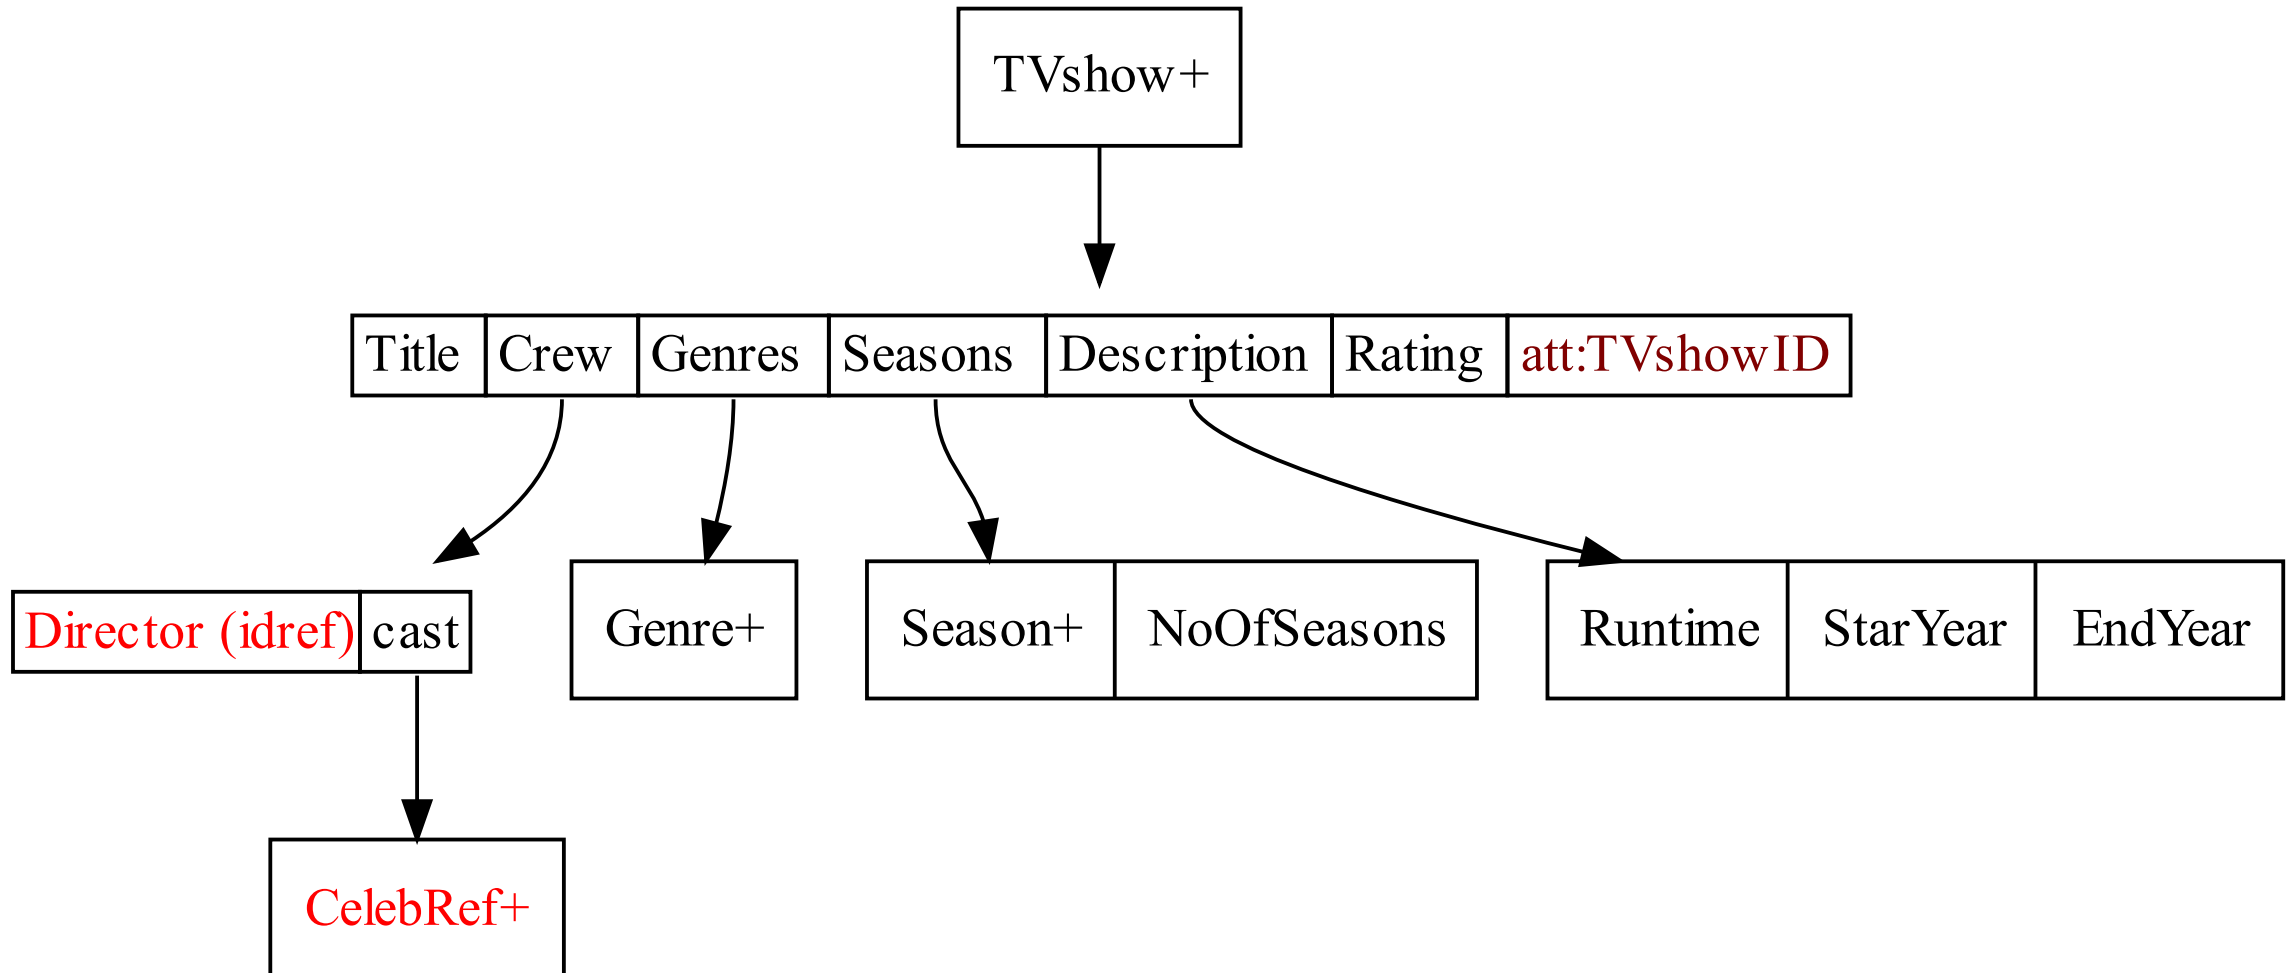 TVshow+
Title Crew Genres Seasons Description Rating att:TVshowID
Director (idref) cast
Genre+
Season+ NoOfSeasons
Runtime StarYear EndYear
CelebRef+